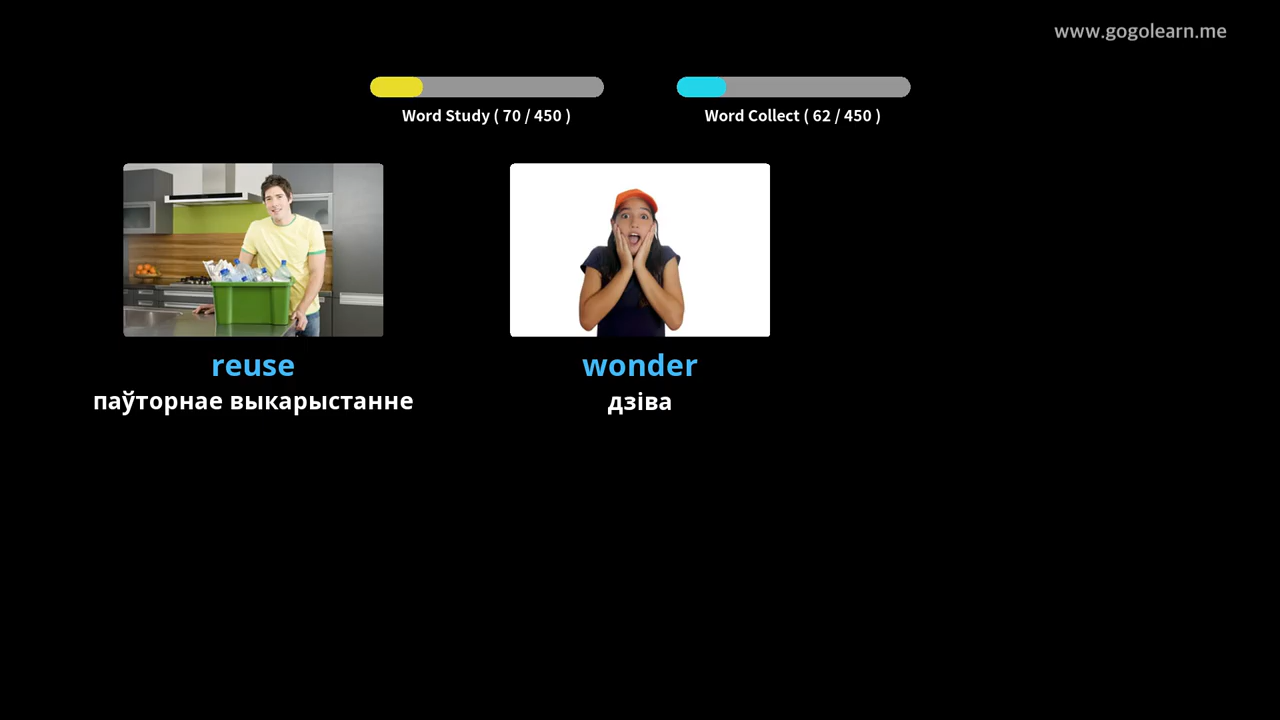 www.gogolearn.me
Word Study ( 70 / 450 )
Word Collect ( 62 / 450 )
reuse
паўторнае выкарыстанне
wonder
дзіва